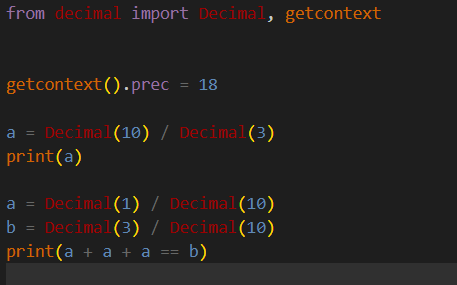 from decimal import Decimal, getcontext
getcontext().prec = 18
a = Decimal(10) / Decimal(3)
print(a)
a = Decimal(1) / Decimal(10)
b = Decimal(3) / Decimal(10)
print(a + a + a == b)